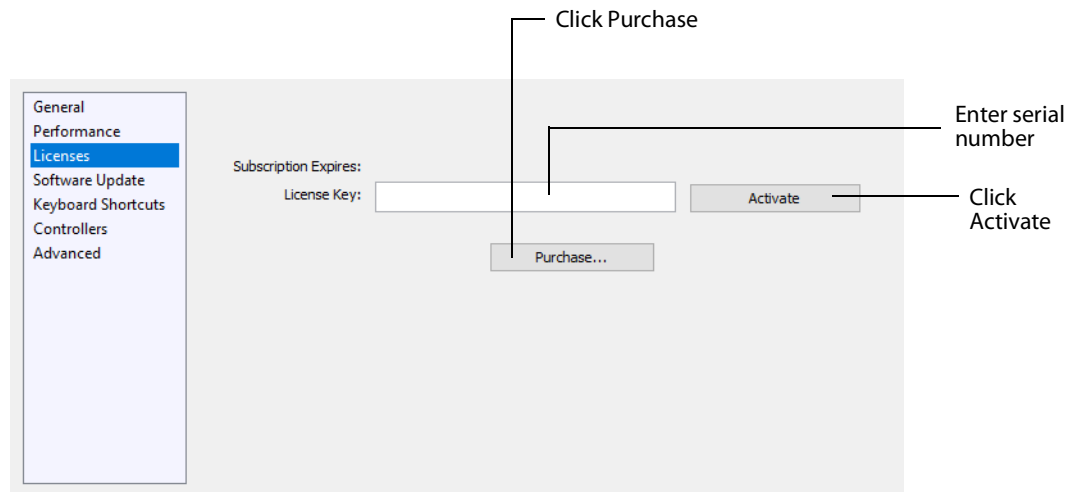 Click Purchase
General
Performance
Licenses
Software Update
Keyboard Shortcuts
Controllers
Advanced
Subscription Expires:
License Key:
Activate
Purchase...
Enter serial
number
Click
Activate